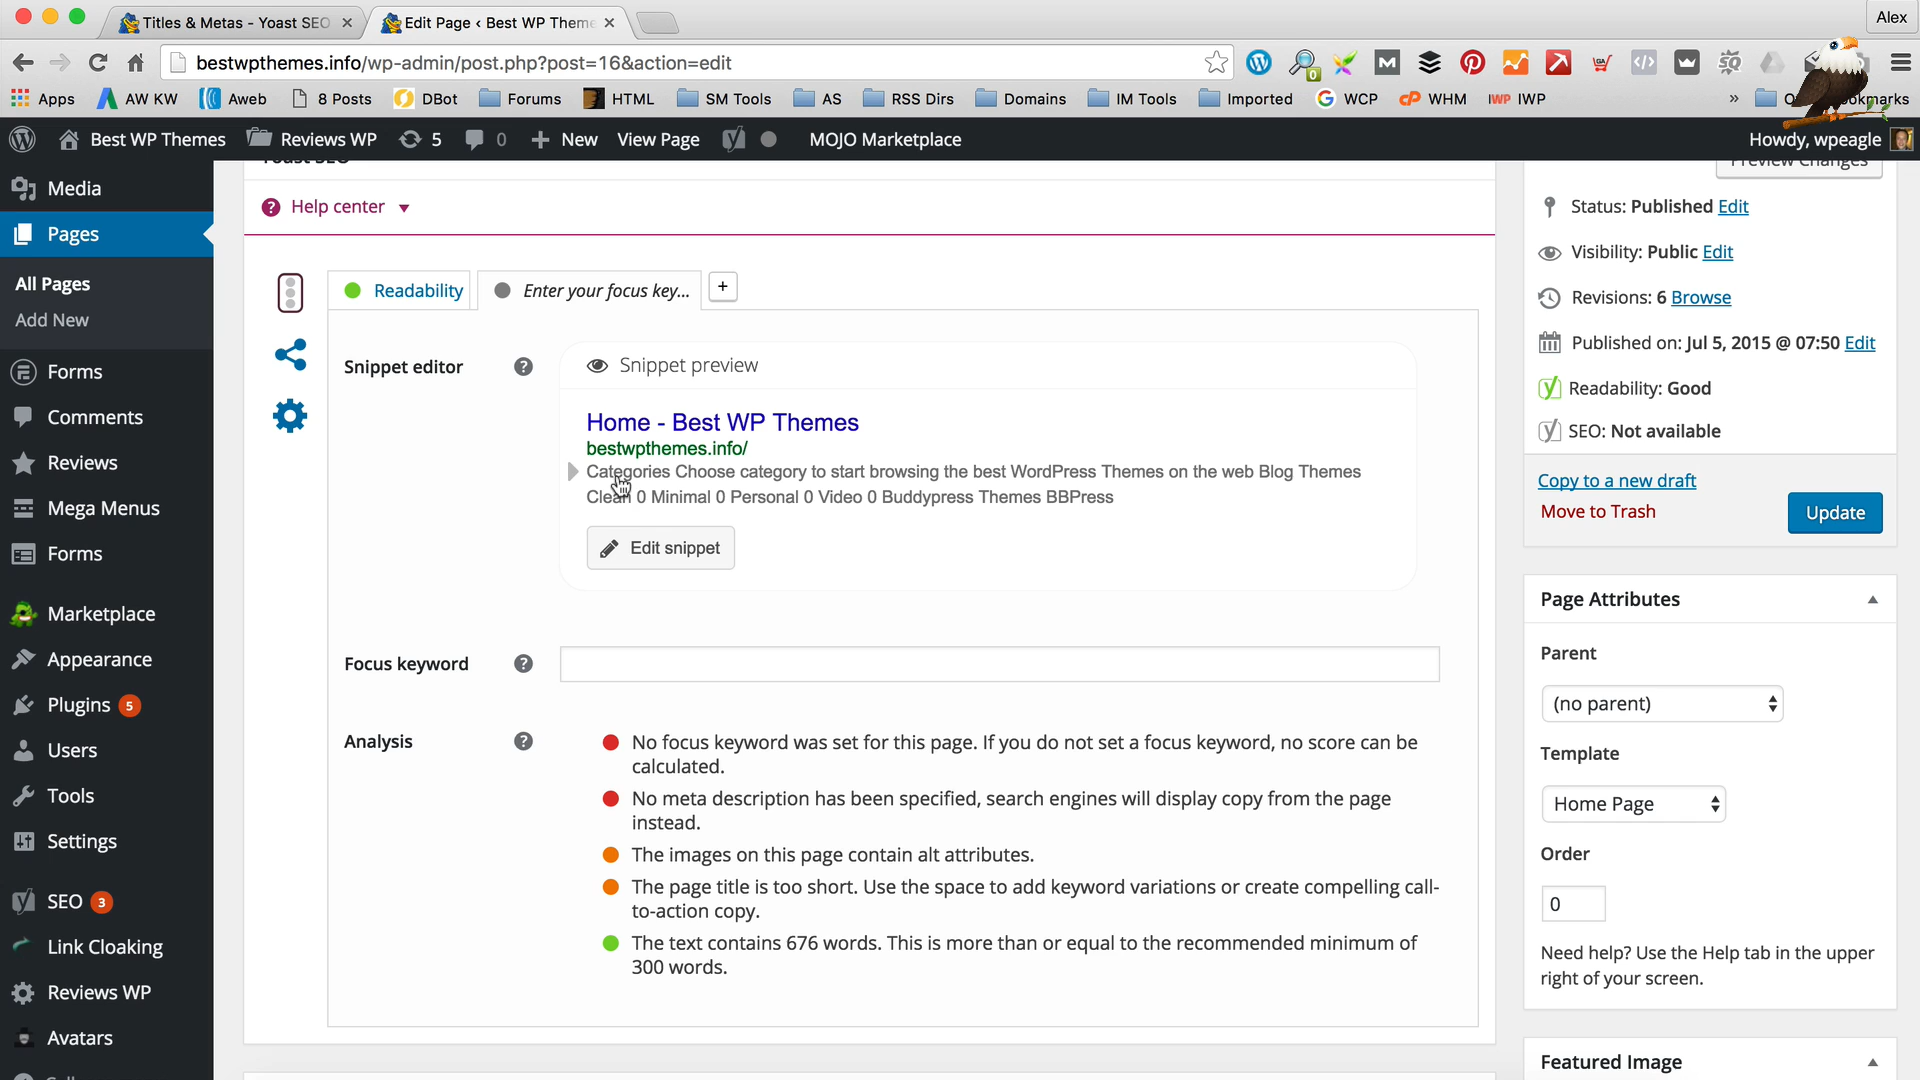 Titles & Metas - Yoast SEO
Edit Page ‹ Best WP Theme
Alex
bestwpthemes.info/wp-admin/post.php?post=16&action=edit
0
Apps
AW KW
Aweb
8 Posts
DBot
Forums
HTML
SM Tools
AS
RSS Dirs
Domains
IM Tools
Imported
WCP
WHM
IWP
»
Best WP Themes
Reviews WP
5
0
New
View Page
MOJO Marketplace
Howdy, wpeagle
Media
Pages
All Pages
Add New
Forms
Comments
Reviews
Mega Menus
Forms
Marketplace
Appearance
Plugins 5
Users
Tools
Settings
SEO 3
Link Cloaking
Reviews WP
Avatars
Yoast SEO
Help center
Readability
Enter your focus key...
+
Snippet editor
Snippet preview
Home - Best WP Themes
bestwpthemes.info/
Categories Choose category to start browsing the best WordPress Themes on the web Blog Themes
Clean 0 Minimal 0 Personal 0 Video 0 Buddypress Themes BBPress
Edit snippet
Focus keyword
Analysis
No focus keyword was set for this page. If you do not set a focus keyword, no score can be
calculated.
No meta description has been specified, search engines will display copy from the page
instead.
The images on this page contain alt attributes.
The page title is too short. Use the space to add keyword variations or create compelling call-
to-action copy.
The text contains 676 words. This is more than or equal to the recommended minimum of
300 words.
Preview Changes
Status: Published Edit
Visibility: Public Edit
Revisions: 6 Browse
Published on: Jul 5, 2015 @ 07:50 Edit
Readability: Good
SEO: Not available
Copy to a new draft
Move to Trash
Update
Page Attributes
Parent
(no parent)
Template
Home Page
Order
0
Need help? Use the Help tab in the upper
right of your screen.
Featured Image